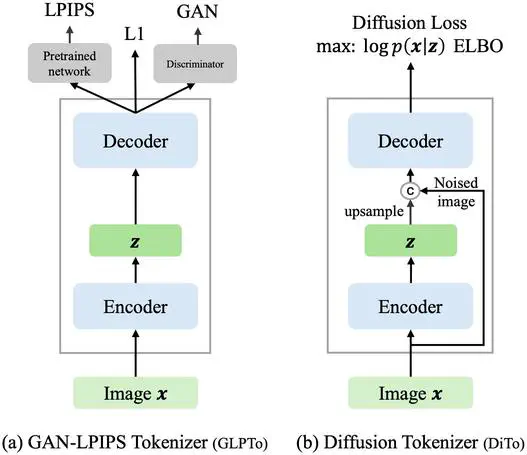 LPIPS
GAN
L1
Pretrained
network
Discriminator
Decoder
z
Encoder
Image x
(a) GAN-LPIPS Tokenizer (GLPTo)
Diffusion Loss
max: log p(x|z) ELBO
Decoder
C
Noised
image
upsample
z
Encoder
Image x
(b) Diffusion Tokenizer (DiTo)